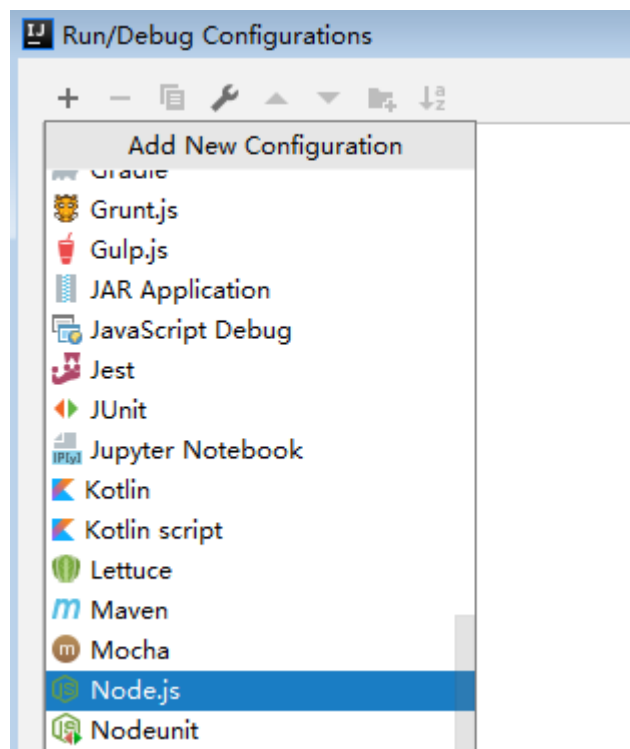 Run/Debug Configurations
Add New Configuration
Gradle
Grunt.js
Gulp.js
JAR Application
JavaScript Debug
Jest
JUnit
Jupyter Notebook
Kotlin
Kotlin script
Lettuce
Maven
Mocha
Node.js
Nodeunit